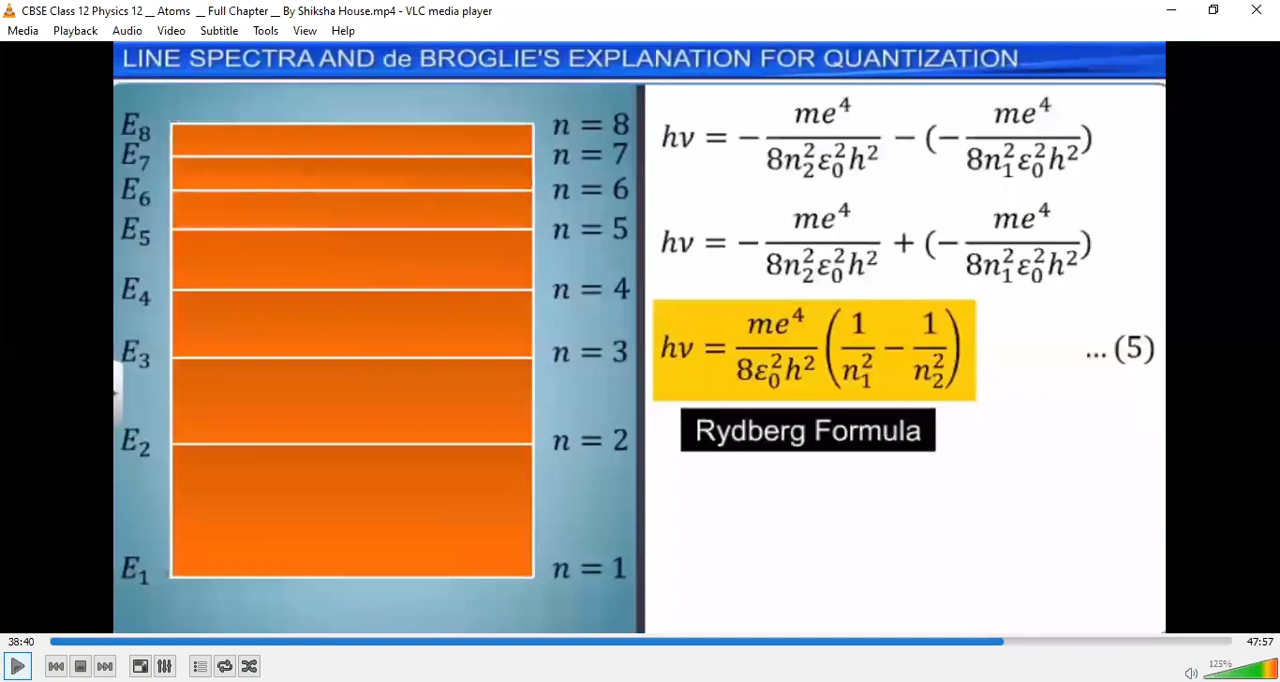 CBSE Class 12 Physics 12 __ Atoms __ Full Chapter __ By Shiksha House.mp4 - VLC media player
Media Playback Audio Video Subtitle Tools View Help
LINE SPECTRA AND de BROGLIE'S EXPLANATION FOR QUANTIZATION
E₈ n = 8
E₇ n = 7
E₆ n = 6
E₅ n = 5
E₄ n = 4
E₃ n = 3
E₂ n = 2
E₁ n = 1
hν = − me⁴/8n₂²ε₀²h² − (− me⁴/8n₁²ε₀²h²)
hν = − me⁴/8n₂²ε₀²h² + (− me⁴/8n₁²ε₀²h²)
hν = me⁴/8ε₀²h² (1/n₁² − 1/n₂²) ... (5)
Rydberg Formula
38:40 47:57
125%